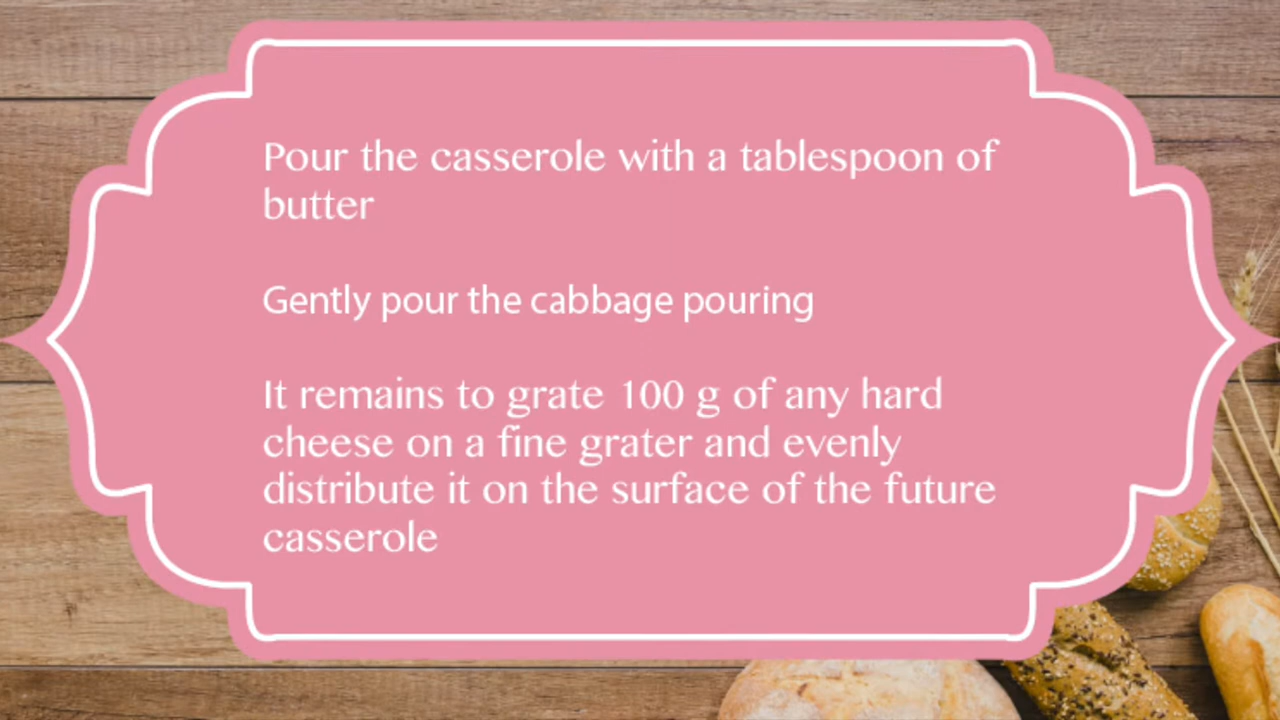 Pour the casserole with a tablespoon of
butter
Gently pour the cabbage pouring
It remains to grate 100 g of any hard
cheese on a fine grater and evenly
distribute it on the surface of the future
casserole